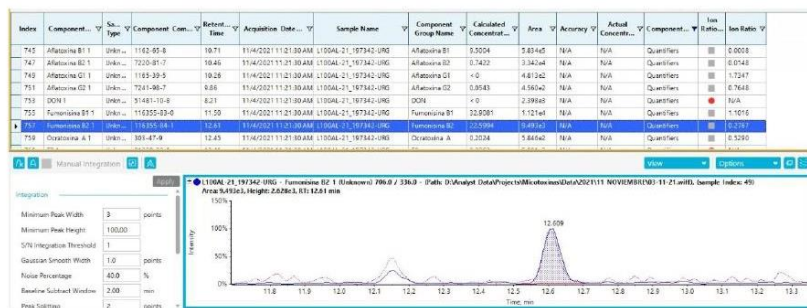 Index Component... Sa... Type Component Com... Retent... Time Acquisition Date... Sample Name Component Group Name Calculated Concentrat... Area Accuracy Actual Concentr... Component... Ion Ratio... Ion Ratio
745 Aflatoxina B1 1 Unkn... 1162-65-8 10.71 11/4/2021 11:21:30 AM L100AL-21_197342-URG Aflatoxina B1 N/A N/A Quantifiers 0.0008
747 Aflatoxina B2 1 Unkn... 7220-81-7 10.46 11/4/2021 11:21:30 AM L100AL-21_197342-URG Aflatoxina B2 0.7422 3.342e4 N/A N/A Quantifiers 0.0148
749 Aflatoxina G1 1 Unkn... 1165-39-5 10.26 11/4/2021 11:21:30 AM L100AL-21_197342-URG Aflatoxina G1 < 0 4.813e2 N/A N/A Quantifiers 1.7347
751 Aflatoxina G2 1 Unkn... 7241-98-7 9.86 11/4/2021 11:21:30 AM L100AL-21_197342-URG Aflatoxina G2 4.560e2 N/A N/A Quantifiers 0.7648
753 DON 1 Unkn... 51481-10-8 8.21 11/4/2021 11:21:30 AM L100AL-21_197342-URG DON < 0 2.398e3 N/A N/A Quantifiers N/A
755 Fumonisina B1 1 Unkn... 116355-83-0 11.50 11/4/2021 11:21:30 AM L100AL-21_197342-URG Fumonisina B1 32.9081 1.121e4 N/A N/A Quantifiers 1.1016
757 Fumonisina B2 1 Unkn... 12.61 11/4/2021 11:21:30 AM L100AL-21_197342-URG Fumonisina B2 22.5994 9.493e3 N/A N/A Quantifiers 0.2787
759 Ocratoxina A 1 Unkn... 303-47-9 12.45 11/4/2021 11:21:30 AM L100AL-21_197342-URG Ocratoxina A 0.2024 5.846e2 N/A N/A Quantifiers 0.5290
Manual Integration View Options
Apply
Integration
Minimum Peak Width 3 points
Minimum Peak Height 100.00
S/N Integration Threshold 1
Gaussian Smooth Width 1.0 points
Noise Percentage 40.0 %
Baseline Subtract Window 2.00 min
Peak Splitting 2 points
L100AL-21_197342-URG - Fumonisina B2 1 (Unknown) 706.0 / 336.0 - (Path: D:\Analyst Data\Projects\Micotoxinas\Data\2021\11 NOVIEMBRE\03-11-21.wiff), (sample Index: 49)
Area: 9.493e3, Height: 2.828e3, RT: 12.61 min
150%
100%
50%
0%
Intensity
12.609
11.8 11.9 12.0 12.1 12.2 12.3 12.4 12.5 12.6 12.7 12.8 12.9 13.0 13.1 13.2 13.3
Time, min